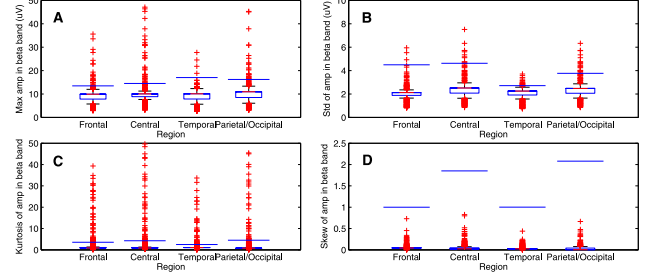 A
50
40
30
20
10
0
Max amp in beta band (uV)
Frontal
Central
Temporal
Parietal/Occipital
Region
B
10
8
6
4
2
0
Std of amp in beta band (uV)
Frontal
Central
Temporal
Parietal/Occipital
Region
C
50
40
30
20
10
0
Kurtosis of amp in beta band
Frontal
Central
Temporal
Parietal/Occipital
Region
D
2.5
2
1.5
1
0.5
0
Skew of amp in beta band
Frontal
Central
Temporal
Parietal/Occipital
Region